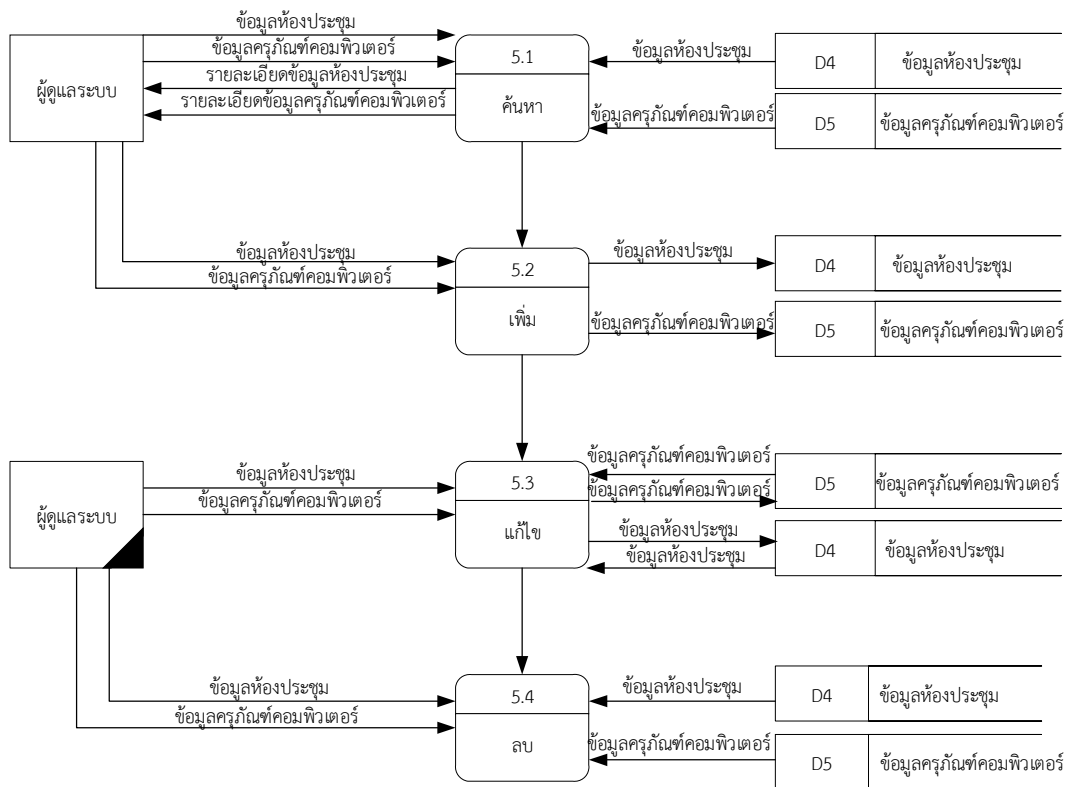 ข้อมูลห้องประชุม
ข้อมูลครุภัณฑ์คอมพิวเตอร์
รายละเอียดข้อมูลห้องประชุม
รายละเอียดข้อมูลครุภัณฑ์คอมพิวเตอร์
ผู้ดูแลระบบ
5.1
ค้นหา
ข้อมูลห้องประชุม
D4
ข้อมูลห้องประชุม
ข้อมูลครุภัณฑ์คอมพิวเตอร์
D5
ข้อมูลครุภัณฑ์คอมพิวเตอร์
ข้อมูลห้องประชุม
ข้อมูลครุภัณฑ์คอมพิวเตอร์
5.2
เพิ่ม
ข้อมูลห้องประชุม
D4
ข้อมูลห้องประชุม
ข้อมูลครุภัณฑ์คอมพิวเตอร์
D5
ข้อมูลครุภัณฑ์คอมพิวเตอร์
ผู้ดูแลระบบ
ข้อมูลห้องประชุม
ข้อมูลครุภัณฑ์คอมพิวเตอร์
5.3
แก้ไข
ข้อมูลครุภัณฑ์คอมพิวเตอร์
ข้อมูลครุภัณฑ์คอมพิวเตอร์
D5
ข้อมูลครุภัณฑ์คอมพิวเตอร์
ข้อมูลห้องประชุม
ข้อมูลห้องประชุม
D4
ข้อมูลห้องประชุม
ข้อมูลห้องประชุม
ข้อมูลครุภัณฑ์คอมพิวเตอร์
5.4
ลบ
ข้อมูลห้องประชุม
D4
ข้อมูลห้องประชุม
ข้อมูลครุภัณฑ์คอมพิวเตอร์
D5
ข้อมูลครุภัณฑ์คอมพิวเตอร์